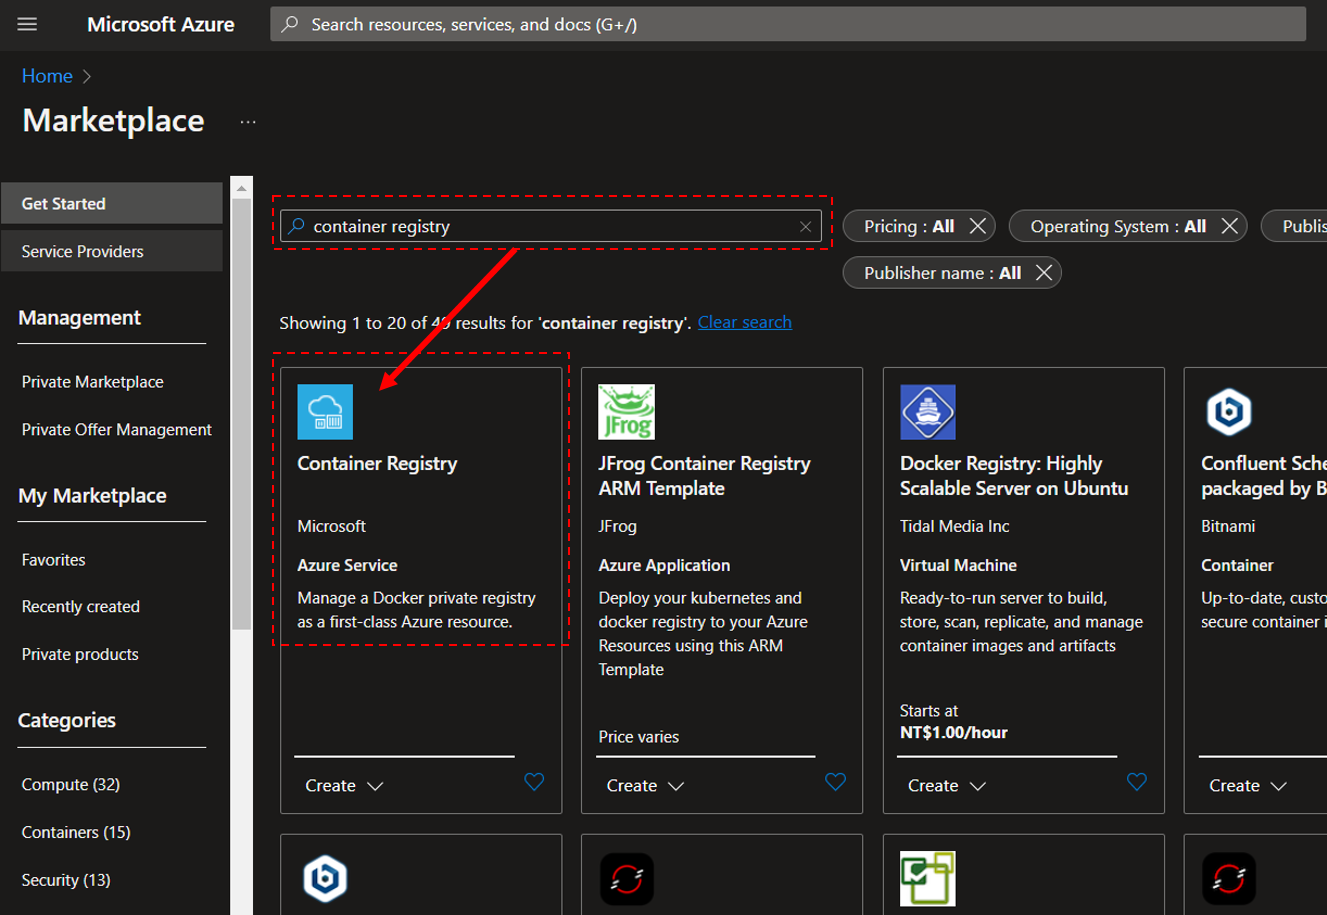 Microsoft Azure
Search resources, services, and docs (G+/)
Home
Marketplace
...
Get Started
Service Providers
Management
Private Marketplace
Private Offer Management
My Marketplace
Favorites
Recently created
Private products
Categories
Compute (32)
Containers (15)
Security (13)
container registry
Pricing : All
Operating System : All
Publis
Publisher name : All
Showing 1 to 20 of 49 results for 'container registry'. Clear search
Container Registry
Microsoft
Azure Service
Manage a Docker private registry
as a first-class Azure resource.
Create
JFrog
JFrog Container Registry
ARM Template
JFrog
Azure Application
Deploy your kubernetes and
docker registry to your Azure
Resources using this ARM
Template
Price varies
Create
Docker Registry: Highly
Scalable Server on Ubuntu
Tidal Media Inc
Virtual Machine
Ready-to-run server to build,
store, scan, replicate, and manage
container images and artifacts
Starts at
NT$1.00/hour
Create
Confluent Sche
packaged by B
Bitnami
Container
Up-to-date, custo
secure container i
Create